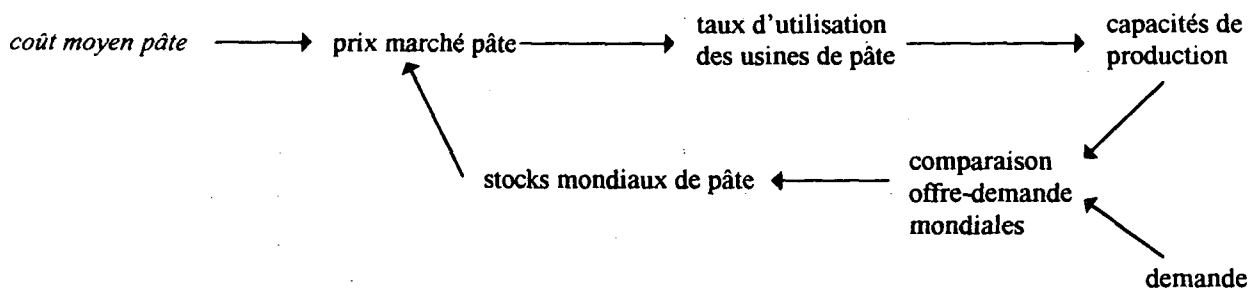 coût moyen pâte
prix marché pâte
taux d'utilisation
des usines de pâte
capacités de
production
stocks mondiaux de pâte
comparaison
offre-demande
mondiales
demande